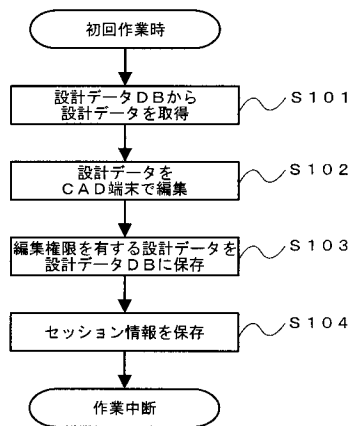 初回作業時
設計データDBから
設計データを取得
S101
設計データを
CAD端末で編集
S102
編集権限を有する設計データを
設計データDBに保存
S103
セッション情報を保存
S104
作業中断